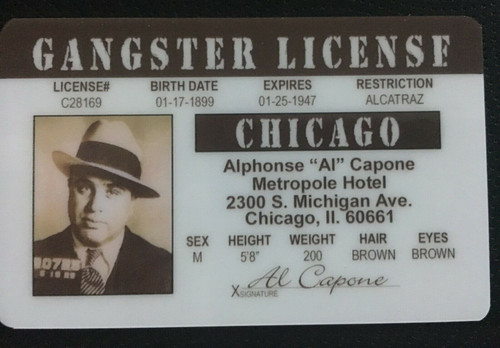 GANGSTER LICENSE
LICENSE# BIRTH DATE EXPIRES RESTRICTION
C28169 01-17-1899 01-25-1947 ALCATRAZ
CHICAGO
Alphonse “Al” Capone
Metropole Hotel
2300 S. Michigan Ave.
Chicago, Il. 60661
SEX HEIGHT WEIGHT HAIR EYES
M 5'8" 200 BROWN BROWN
Al Capone
XSIGNATURE